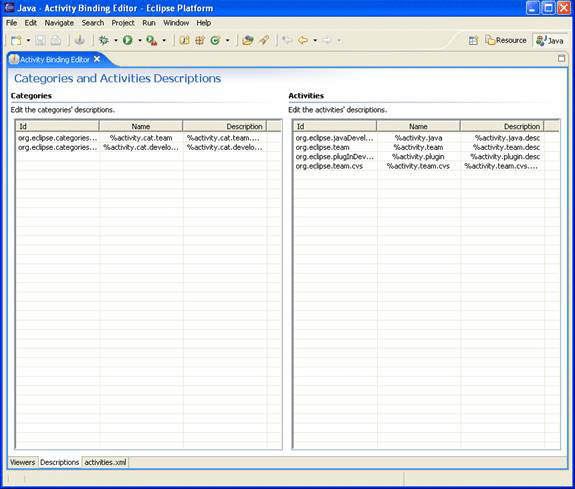 Java - Activity Binding Editor - Eclipse Platform
File Edit Navigate Search Project Run Window Help
Resource Java
Activity Binding Editor
Categories and Activities Descriptions
Categories Activities
Edit the categories' descriptions. Edit the activities' descriptions.
Id Name Description Id Name Description
org.eclipse.categories... %activity.cat.team %activity.cat.team.... org.eclipse.javaDevel... %activity.java %activity.java.desc
org.eclipse.categories... %activity.cat.develo... %activity.cat.develo... org.eclipse.team %activity.team %activity.team.desc
org.eclipse.plugInDev... %activity.plugin %activity.plugin.desc
org.eclipse.team.cvs %activity.team.cvs %activity.team.cvs....
Viewers Descriptions activities.xml